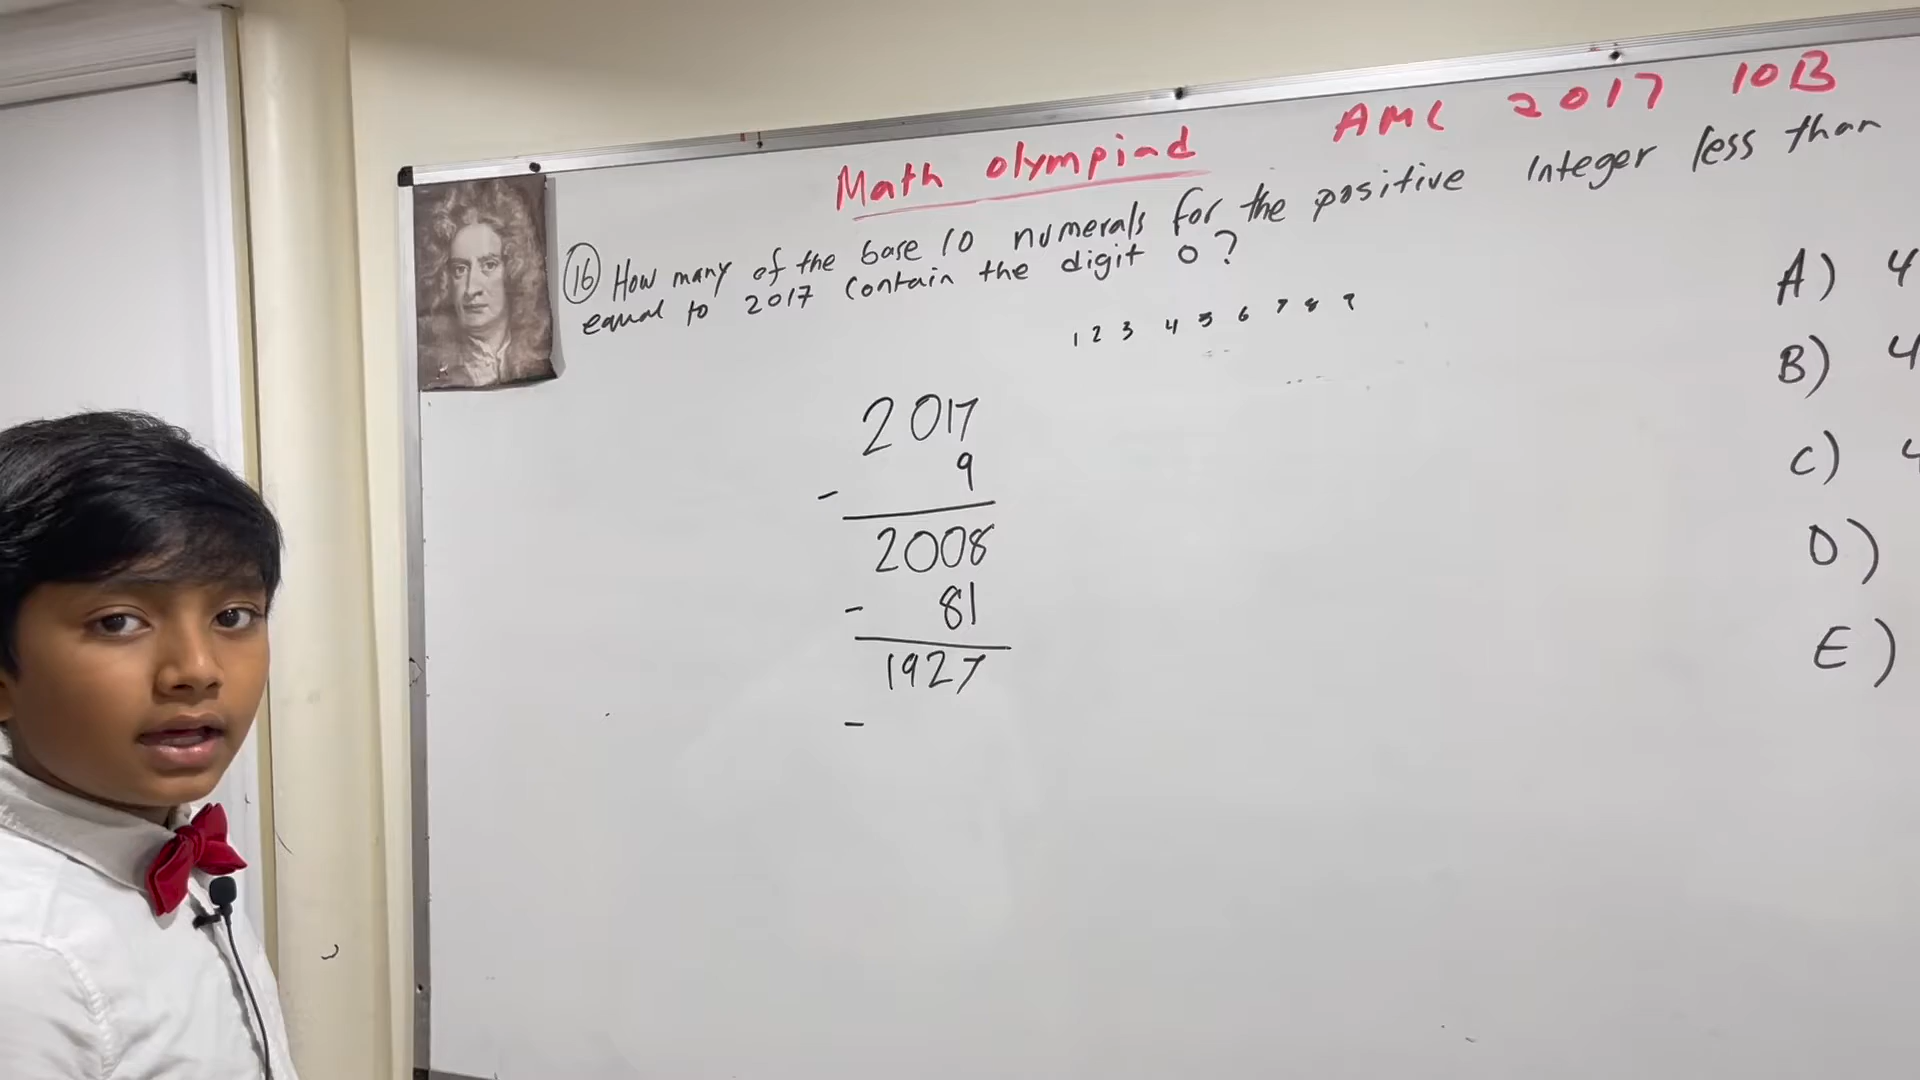 Math olympiad AMC 2017 10B
16 How many of the base 10 numerals for the positive Integer less than
equal to 2017 contain the digit 0?
1 2 3 4 5 6 7 8 9
2017
- 9
2008
- 81
1927
-
A) 4
B) 4
C) 4
D)
E)